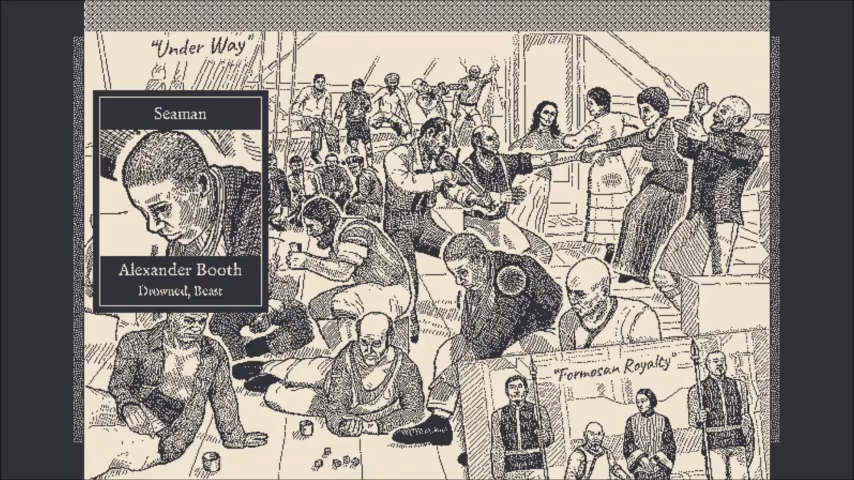 "Under Way"
Seaman
Alexander Booth
Drowned, Beast
"Formosan Royalty"